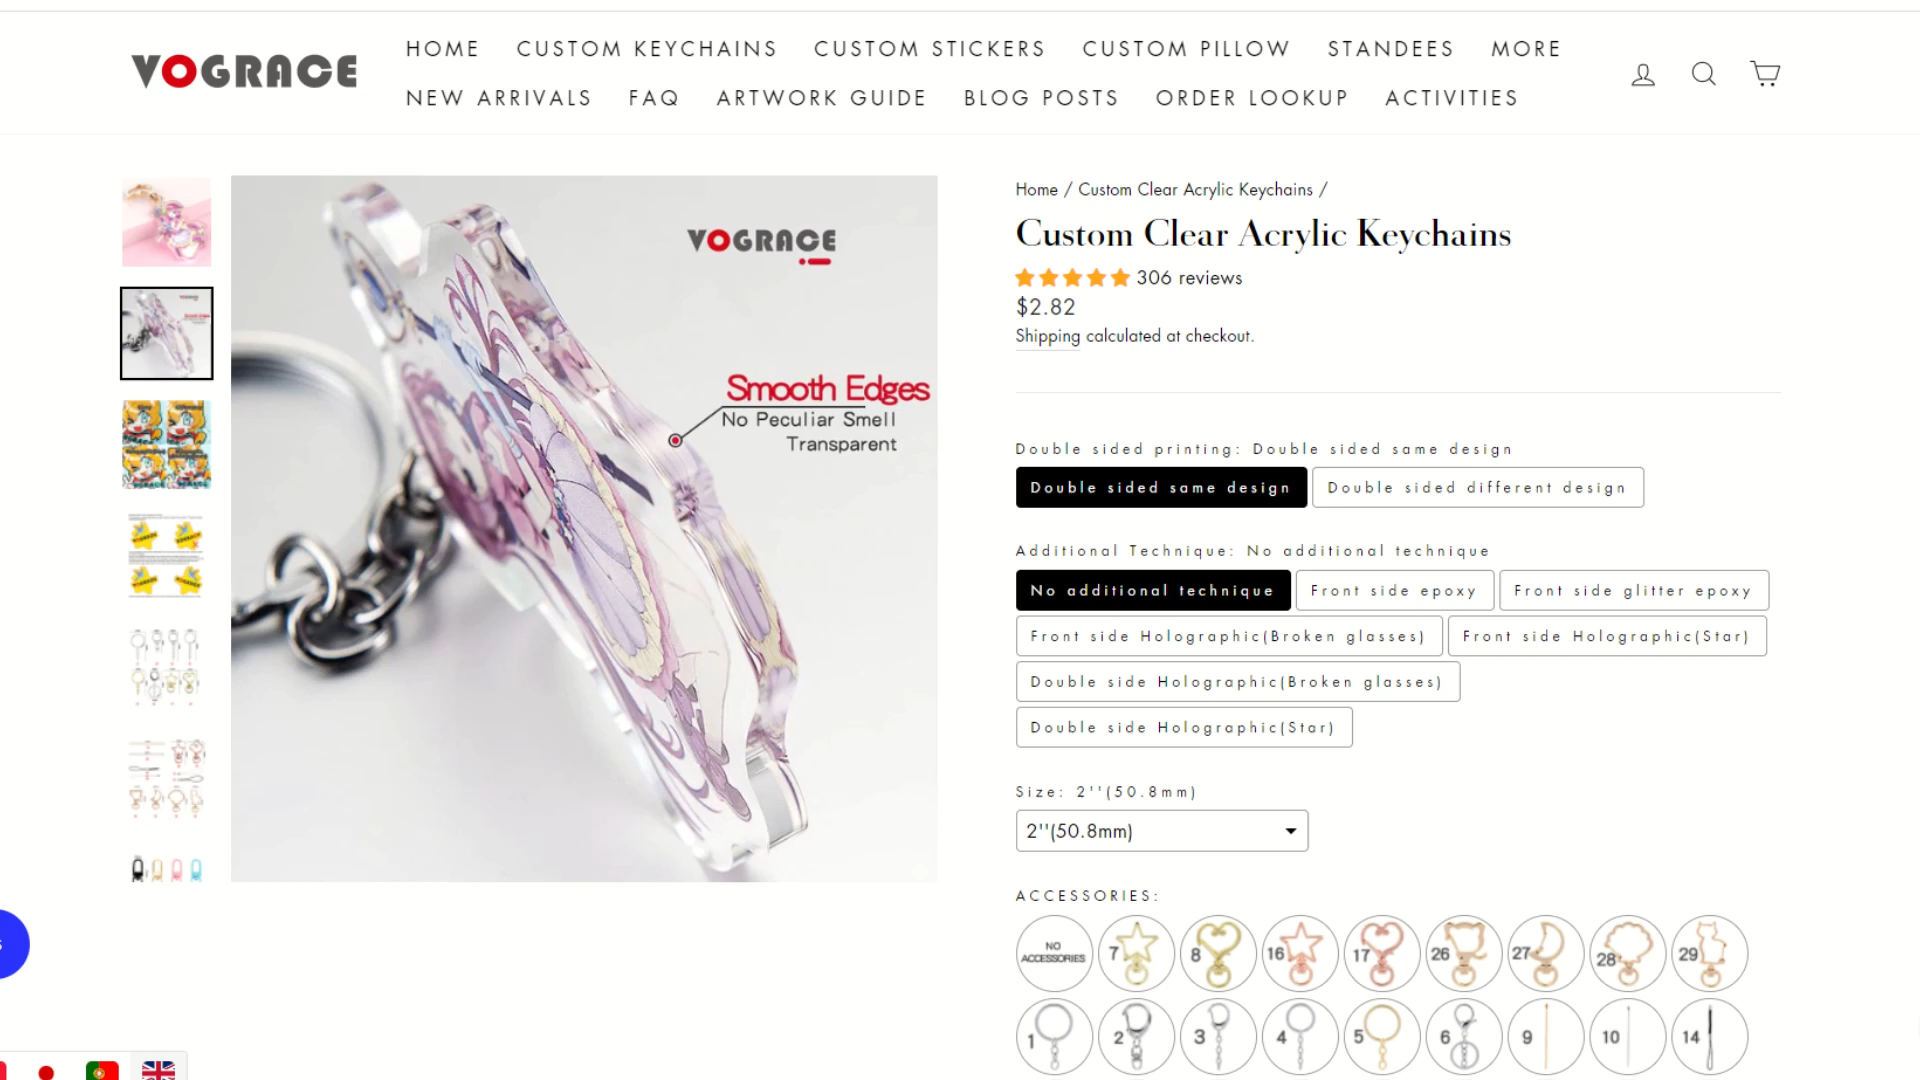 VOGRACE
HOME CUSTOM KEYCHAINS CUSTOM STICKERS CUSTOM PILLOW STANDEES MORE
NEW ARRIVALS FAQ ARTWORK GUIDE BLOG POSTS ORDER LOOKUP ACTIVITIES
VOGRACE
Smooth Edges
No Peculiar Smell
Transparent
Home / Custom Clear Acrylic Keychains /
Custom Clear Acrylic Keychains
306 reviews
$2.82
Shipping calculated at checkout.
Double sided printing: Double sided same design
Double sided same design Double sided different design
Additional Technique: No additional technique
No additional technique Front side epoxy Front side glitter epoxy
Front side Holographic(Broken glasses) Front side Holographic(Star)
Double side Holographic(Broken glasses)
Double side Holographic(Star)
Size: 2''(50.8mm)
2''(50.8mm)
ACCESSORIES:
NO ACCESSORIES 7 8 16 17 26 27 28 29
1 2 3 4 5 6 9 10 14